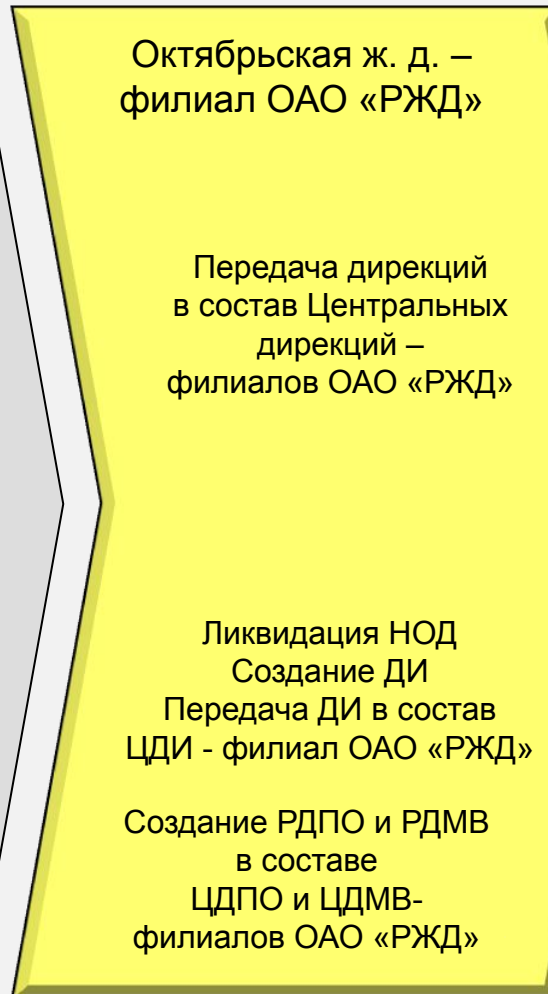 Октябрьская ж. д. –
филиал ОАО «РЖД»
Передача дирекций
в состав Центральных
дирекций –
филиалов ОАО «РЖД»
Ликвидация НОД
Создание ДИ
Передача ДИ в состав
ЦДИ - филиал ОАО «РЖД»
Создание РДПО и РДМВ
в составе
ЦДПО и ЦДМВ-
филиалов ОАО «РЖД»